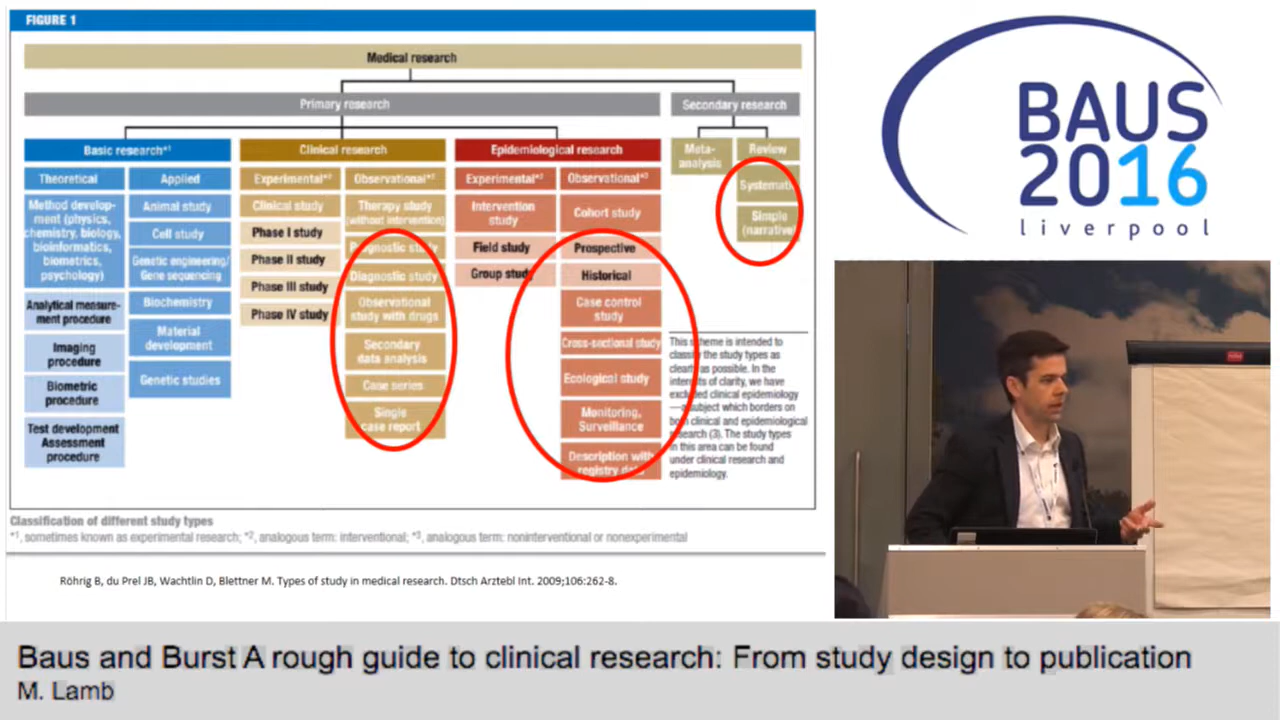 FIGURE 1
Medical research
Primary research
Secondary research
Basic research*1
Clinical research
Epidemiological research
Meta-
analysis
Review
Theoretical
Applied
Experimental*2
Observational*3
Experimental*2
Observational*3
Systematic
Simple
(narrative)
Method develop-
ment (physics,
chemistry, biology,
bioinformatics,
biometrics,
psychology)
Analytical measure-
ment procedure
Imaging
procedure
Biometric
procedure
Test development
Assessment
procedure
Animal study
Cell study
Genetic engineering/
Gene sequencing
Biochemistry
Material
development
Genetic studies
Clinical study
Phase I study
Phase II study
Phase III study
Phase IV study
Therapy study
(without intervention)
Prognostic study
Diagnostic study
Observational
study with drugs
Secondary
data analysis
Case series
Single
case report
Intervention
study
Field study
Group study
Cohort study
Prospective
Historical
Case control
study
Cross-sectional study
Ecological study
Monitoring,
Surveillance
Description with
registry data
This scheme is intended to
classify the study types as
clearly as possible. In the
interests of clarity, we have
excluded clinical epidemiology
—a subject which borders on
both clinical and epidemiological
research (3). The study types
in this area can be found
under clinical research and
epidemiology.
Classification of different study types
*1, sometimes known as experimental research; *2, analogous term: interventional; *3, analogous term: noninterventional or nonexperimental
Röhrig B, du Prel JB, Wachtlin D, Blettner M. Types of study in medical research. Dtsch Arztebl Int. 2009;106:262-8.
BAUS
2016
liverpool
Baus and Burst A rough guide to clinical research: From study design to publication
M. Lamb